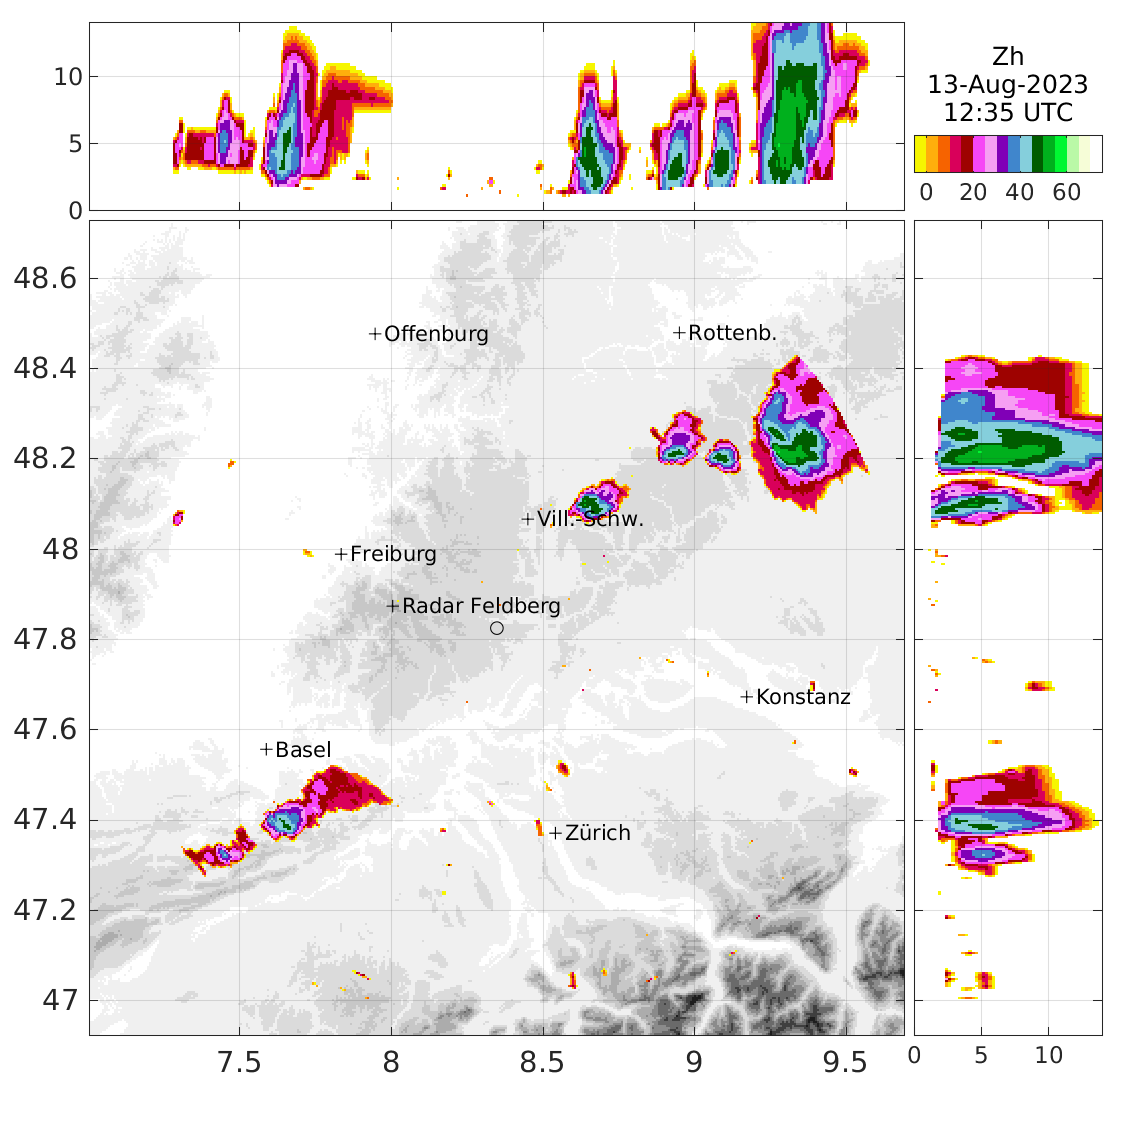 10
5
0
Zh
13-Aug-2023
12:35 UTC
0 20 40 60
48.6
48.4
48.2
48
47.8
47.6
47.4
47.2
47
+Offenburg
+Rottenb.
+Vill.-Schw.
+Freiburg
+Radar Feldberg
+Konstanz
+Basel
+Zürich
7.5 8 8.5 9 9.5
0 5 10